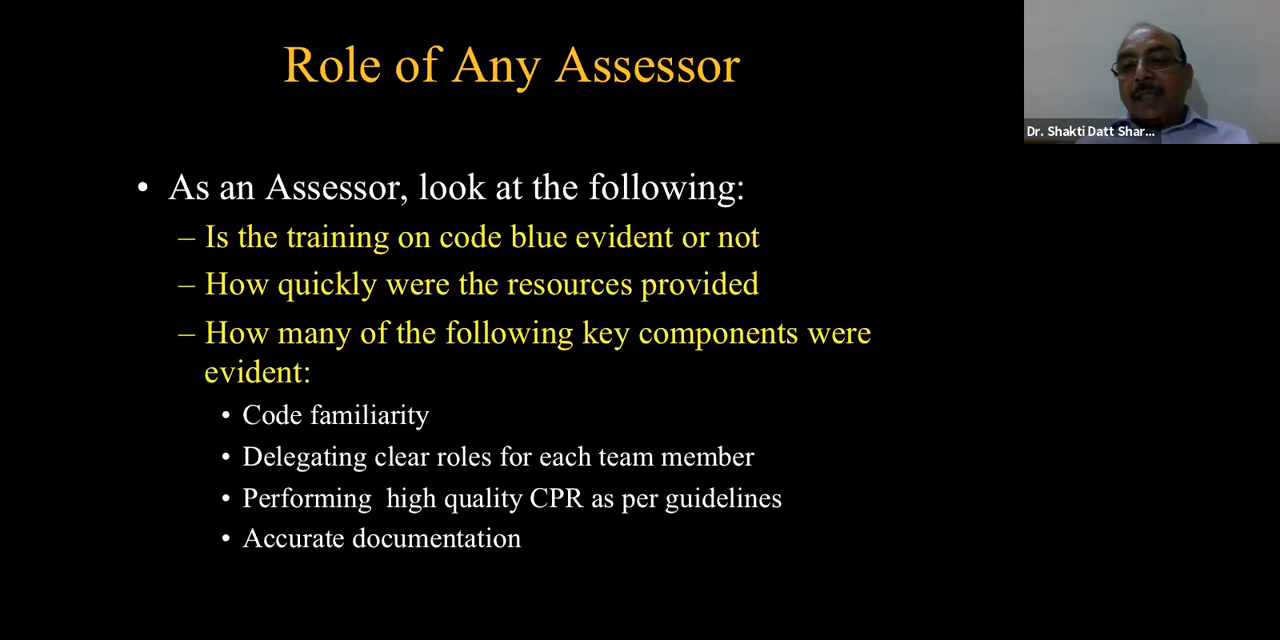 Role of Any Assessor
Dr. Shakti Datt Shar...
• As an Assessor, look at the following:
– Is the training on code blue evident or not
– How quickly were the resources provided
– How many of the following key components were
evident:
• Code familiarity
• Delegating clear roles for each team member
• Performing  high quality CPR as per guidelines
• Accurate documentation